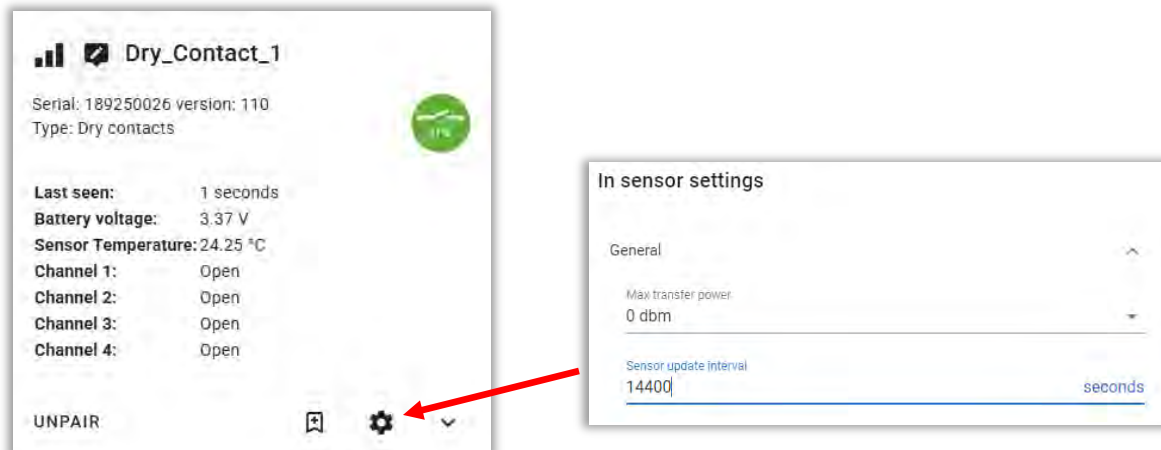 Dry_Contact_1
Serial: 189250026 version: 110
Type: Dry contacts
Last seen: 1 seconds
Battery voltage: 3.37 V
Sensor Temperature: 24.25 °C
Channel 1: Open
Channel 2: Open
Channel 3: Open
Channel 4: Open
UNPAIR
In sensor settings
General
Max transfer power
0 dbm
Sensor update interval
14400
seconds